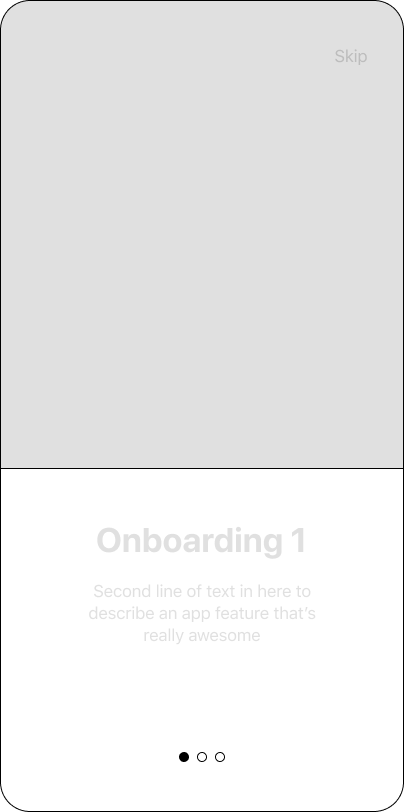 Skip
Onboarding 1
Second line of text in here to
describe an app feature that’s
really awesome